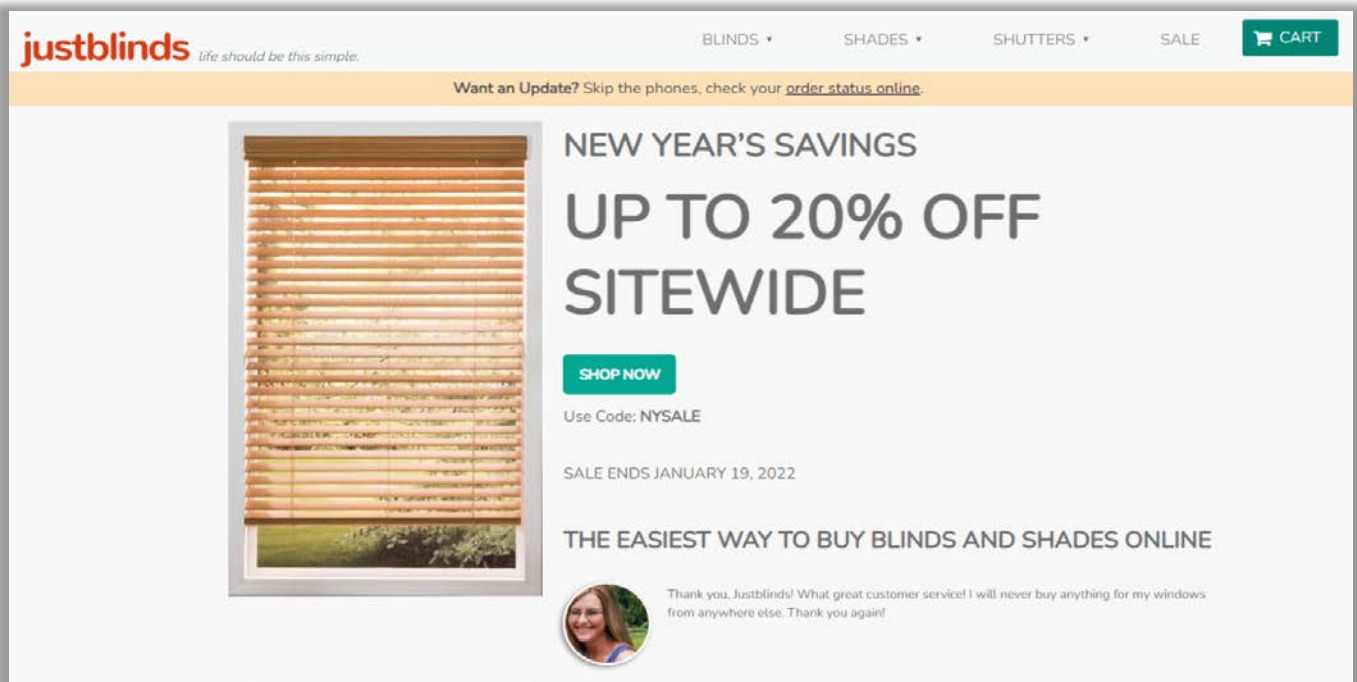 justblinds life should be this simple.
BLINDS ▾ SHADES ▾ SHUTTERS ▾ SALE CART
Want an Update? Skip the phones, check your order status online.
NEW YEAR'S SAVINGS
UP TO 20% OFF
SITEWIDE
SHOP NOW
Use Code: NYSALE
SALE ENDS JANUARY 19, 2022
THE EASIEST WAY TO BUY BLINDS AND SHADES ONLINE
Thank you, Justblinds! What great customer service! I will never buy anything for my windows
from anywhere else. Thank you again!